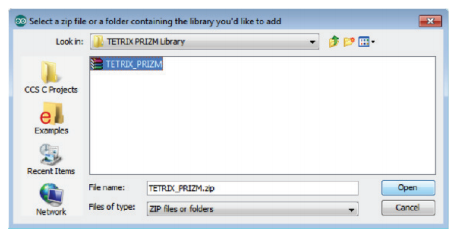 Select a zip file or a folder containing the library you'd like to add
Look in: TETRIX PRIZM Library
TETRIX_PRIZM
CCS C Projects
Examples
Recent Items
Network
File name: TETRIX_PRIZM.zip Open
Files of type: ZIP files or folders Cancel